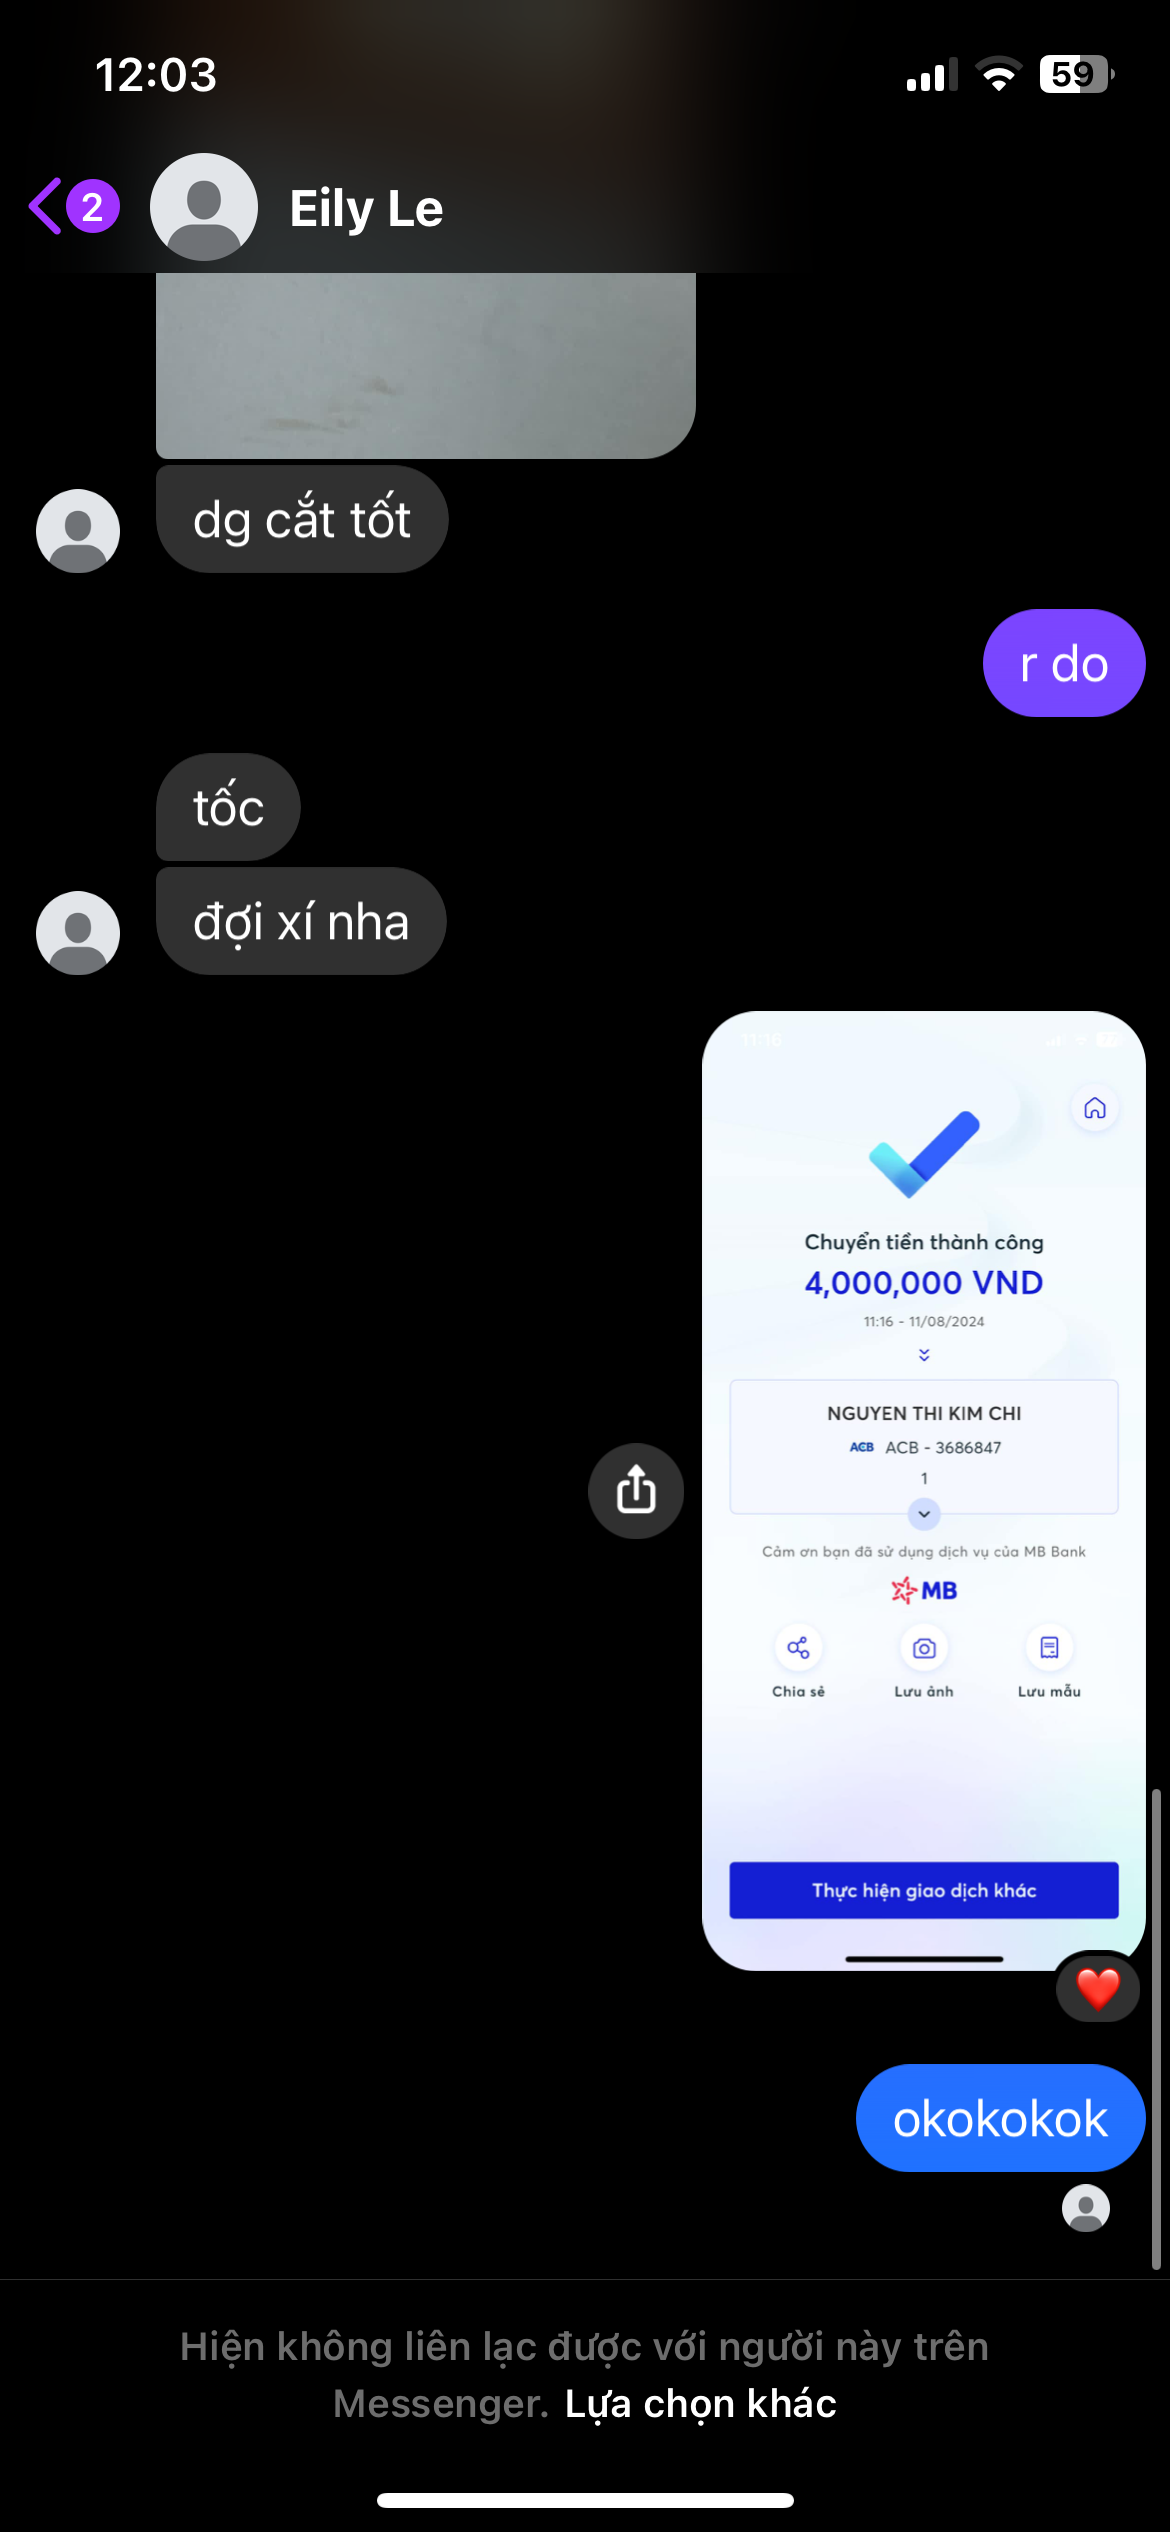 12:03
59
2
Eily Le
dg cắt tốt
r do
tốc
đợi xí nha
11:16
Chuyển tiền thành công
4,000,000 VND
11:16 - 11/08/2024
NGUYEN THI KIM CHI
ACB ACB - 3686847
1
Cảm ơn bạn đã sử dụng dịch vụ của MB Bank
MB
Chia sẻ Lưu ảnh Lưu mẫu
Thực hiện giao dịch khác
okokokok
Hiện không liên lạc được với người này trên
Messenger. Lựa chọn khác